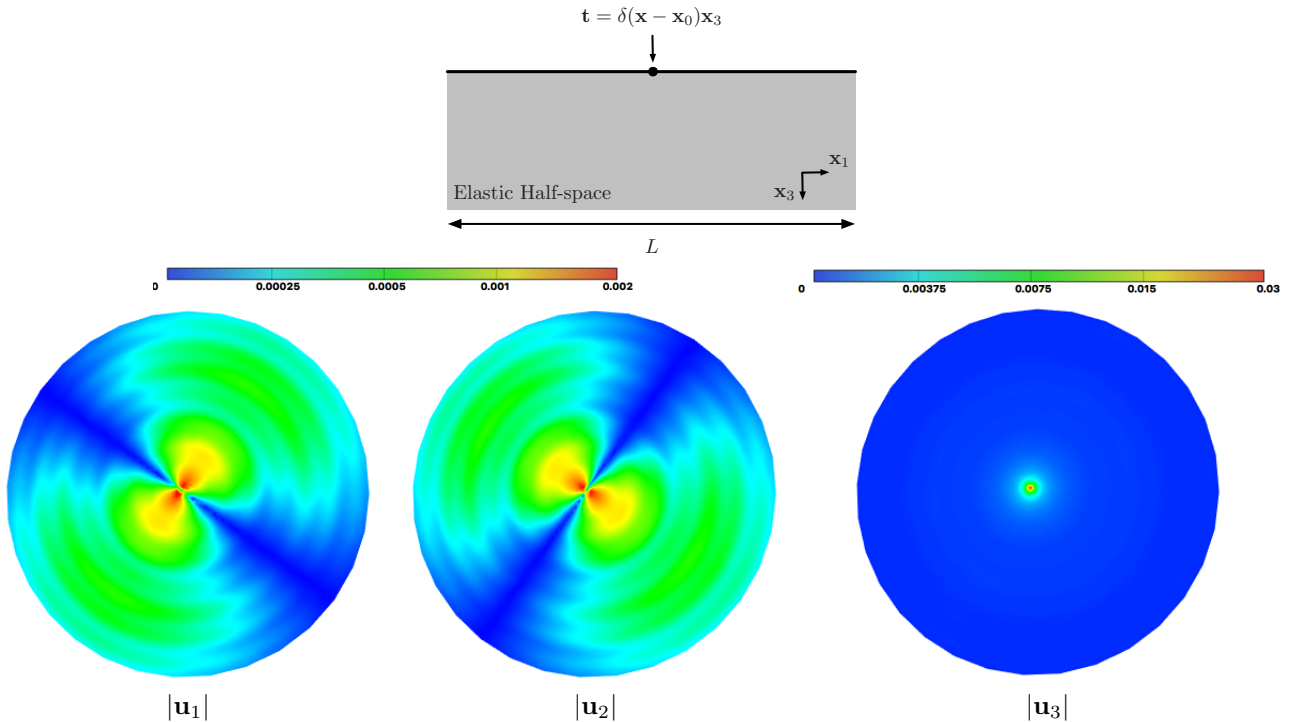 t = δ(x − x₀)x₃
x₁
x₃
Elastic Half-space
L
0 0.00025 0.0005 0.001 0.002
0 0.00375 0.0075 0.015 0.03
|u₁| |u₂| |u₃|